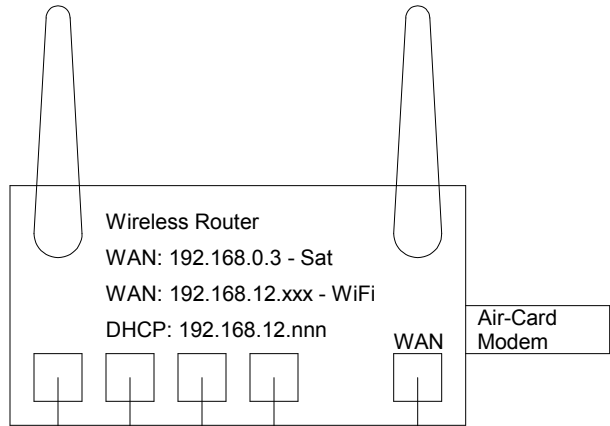 Wireless Router
WAN: 192.168.0.3 - Sat
WAN: 192.168.12.xxx - WiFi
DHCP: 192.168.12.nnn
WAN
Air-Card
Modem